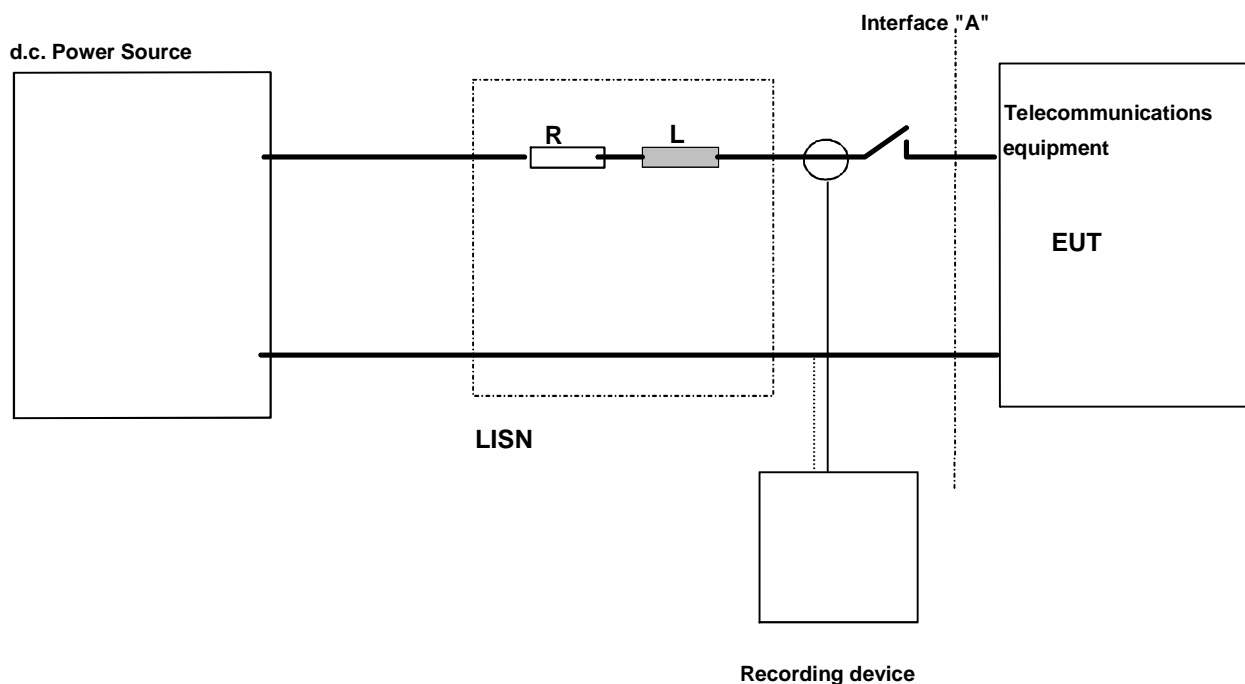 Interface "A"
d.c. Power Source
Telecommunications
equipment
R
L
EUT
LISN
Recording device